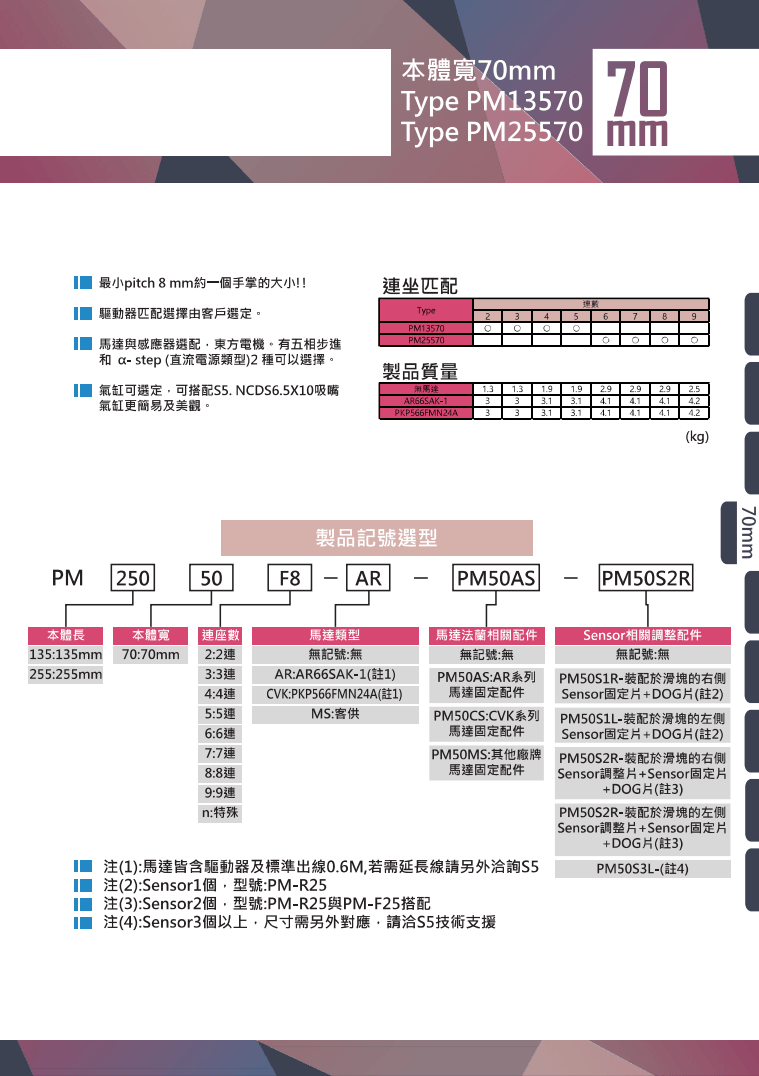 本體寬70mm
Type PM13570
Type PM25570
70
mm
最小pitch 8 mm約一個手掌的大小!!
驅動器匹配選擇由客戶選定。
馬達與感應器選配，東方電機。有五相步進
和 α- step (直流電源類型)2 種可以選擇。
氣缸可選定，可搭配S5. NCDS6.5X10吸嘴
氣缸更簡易及美觀。
連坐匹配
Type 連數
2 3 4 5 6 7 8 9
PM13570 ○ ○ ○ ○
PM25570 ○ ○ ○ ○
製品質量
無馬達 1.3 1.3 1.9 1.9 2.9 2.9 2.9 2.5
AR66SAK-1 3 3 3.1 3.1 4.1 4.1 4.1 4.2
PKP566FMN24A 3 3 3.1 3.1 4.1 4.1 4.1 4.2
(kg)
70mm
製品記號選型
PM 250 50 F8 — AR — PM50AS — PM50S2R
本體長
135:135mm
255:255mm
本體寬
70:70mm
連座數
2:2連
3:3連
4:4連
5:5連
6:6連
7:7連
8:8連
9:9連
n:特殊
馬達類型
無記號:無
AR:AR66SAK-1(註1)
CVK:PKP566FMN24A(註1)
MS:客供
馬達法蘭相關配件
無記號:無
PM50AS:AR系列
馬達固定配件
PM50CS:CVK系列
馬達固定配件
PM50MS:其他廠牌
馬達固定配件
Sensor相關調整配件
無記號:無
PM50S1R-裝配於滑塊的右側
Sensor固定片+DOG片(註2)
PM50S1L-裝配於滑塊的左側
Sensor固定片+DOG片(註2)
PM50S2R-裝配於滑塊的右側
Sensor調整片+Sensor固定片
+DOG片(註3)
PM50S2R-裝配於滑塊的左側
Sensor調整片+Sensor固定片
+DOG片(註3)
PM50S3L-(註4)
注(1):馬達皆含驅動器及標準出線0.6M,若需延長線請另外洽詢S5
注(2):Sensor1個，型號:PM-R25
注(3):Sensor2個，型號:PM-R25與PM-F25搭配
注(4):Sensor3個以上，尺寸需另外對應，請洽S5技術支援